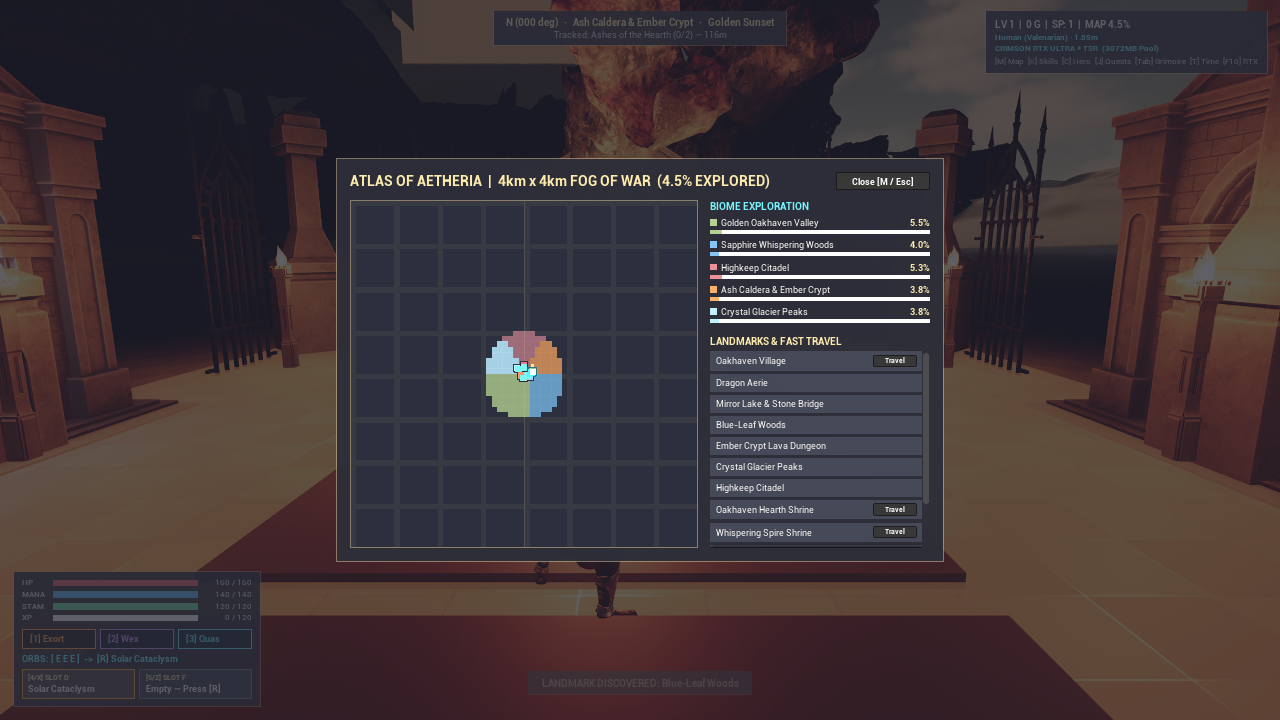 N (000 deg) · Ash Caldera & Ember Crypt · Golden Sunset
Tracked: Ashes of the Hearth (0/2) — 116m
LV 1 | 0 G | SP: 1 | MAP 4.5%
Human (Valenarian) · 1.85m
CRIMSON RTX ULTRA + TSR (3072MB Pool)
[M] Map [K] Skills [C] Hero [J] Quests [Tab] Grimoire [T] Time [F10] RTX
ATLAS OF AETHERIA | 4km x 4km FOG OF WAR (4.5% EXPLORED)
Close [M / Esc]
BIOME EXPLORATION
Golden Oakhaven Valley 5.5%
Sapphire Whispering Woods 4.0%
Highkeep Citadel 5.3%
Ash Caldera & Ember Crypt 3.8%
Crystal Glacier Peaks 3.8%
LANDMARKS & FAST TRAVEL
Oakhaven Village Travel
Dragon Aerie
Mirror Lake & Stone Bridge
Blue-Leaf Woods
Ember Crypt Lava Dungeon
Crystal Glacier Peaks
Highkeep Citadel
Oakhaven Hearth Shrine Travel
Whispering Spire Shrine Travel
HP 160 / 160
MANA 140 / 140
STAM 120 / 120
XP 0 / 120
[1] Exort [2] Wex [3] Quas
ORBS: [ E E E ] -> [R] Solar Cataclysm
[4/X] SLOT D
Solar Cataclysm
[5/Z] SLOT F
Empty — Press [R]
LANDMARK DISCOVERED: Blue-Leaf Woods